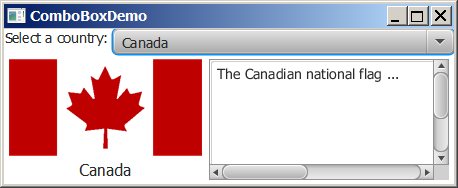 ComboBoxDemo
Select a country: Canada
The Canadian national flag ...
Canada